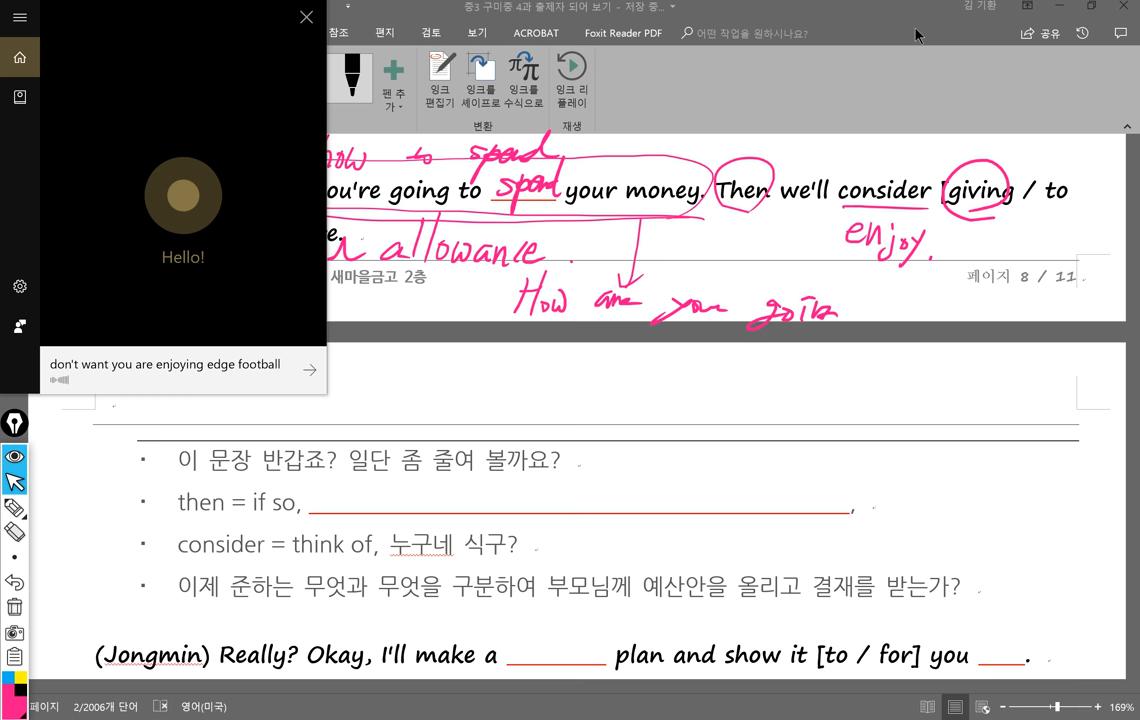 중3 구미중 4과 출제자 되어 보기 - 저장 중...
김 기환
참조 편지 검토 보기 ACROBAT Foxit Reader PDF 어떤 작업을 원하시나요? 공유
펜 추가
잉크 편집기
잉크를 셰이프로
잉크를 수식으로
잉크 리플레이
변환 재생
how to spend
ou're going to spend your money. Then we'll consider [giving / to
e.
allowance. enjoy.
새마을금고 2층 페이지 8 / 11
How are you going
Hello!
don't want you are enjoying edge football
· 이 문장 반갑죠? 일단 좀 줄여 볼까요?
· then = if so, ,
· consider = think of, 누구네 식구?
· 이제 준하는 무엇과 무엇을 구분하여 부모님께 예산안을 올리고 결재를 받는가?
(Jongmin) Really? Okay, I'll make a plan and show it [to / for] you .
페이지 2/2006개 단어 영어(미국) 169%